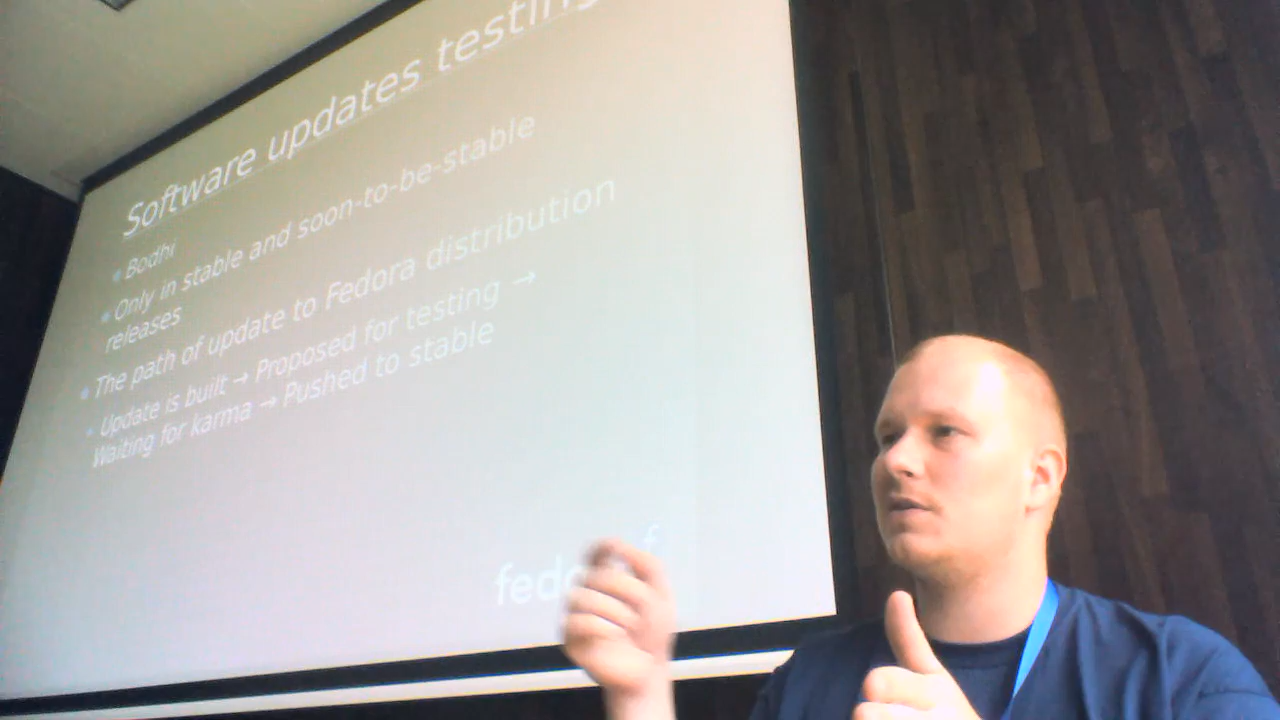 Software updates testing
Bodhi
Only in stable and soon-to-be-stable
releases
The path of update to Fedora distribution
Update is built → Proposed for testing →
Waiting for karma → Pushed to stable